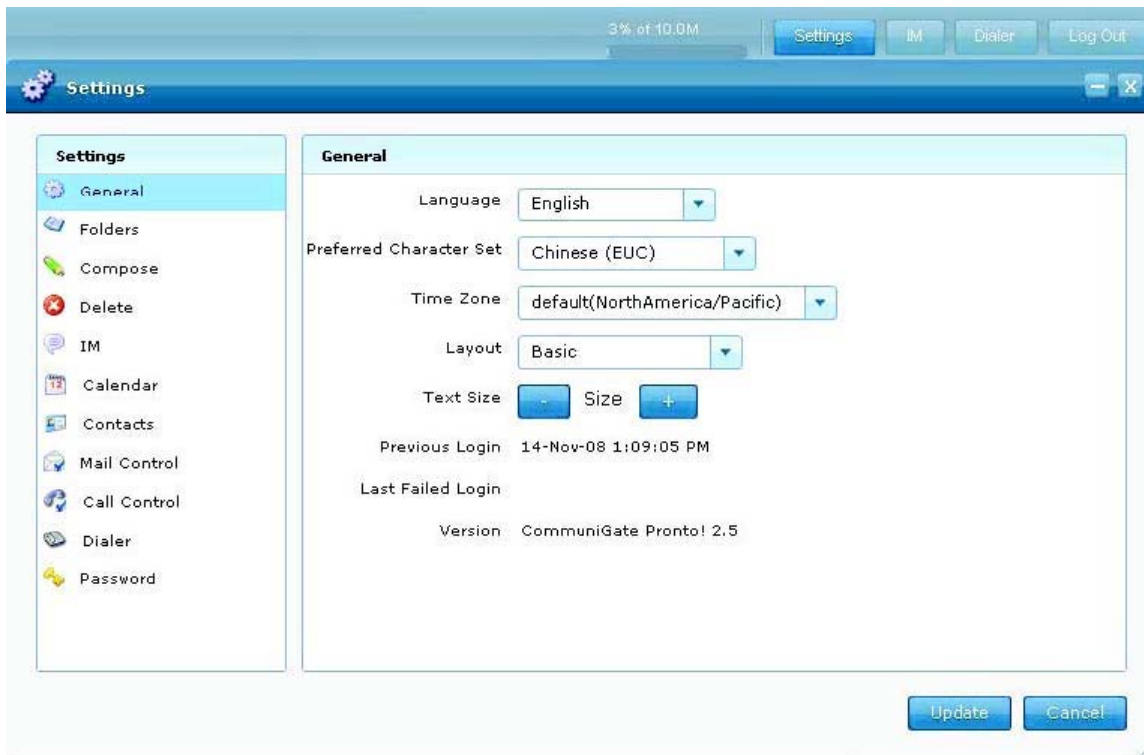 3% of 10.0M
Settings
IM
Dialer
Log Out
Settings
Settings
General
Folders
Compose
Delete
IM
Calendar
Contacts
Mail Control
Call Control
Dialer
Password
General
Language English
Preferred Character Set Chinese (EUC)
Time Zone default(NorthAmerica/Pacific)
Layout Basic
Text Size - Size +
Previous Login 14-Nov-08 1:09:05 PM
Last Failed Login
Version CommuniGate Pronto! 2.5
Update
Cancel